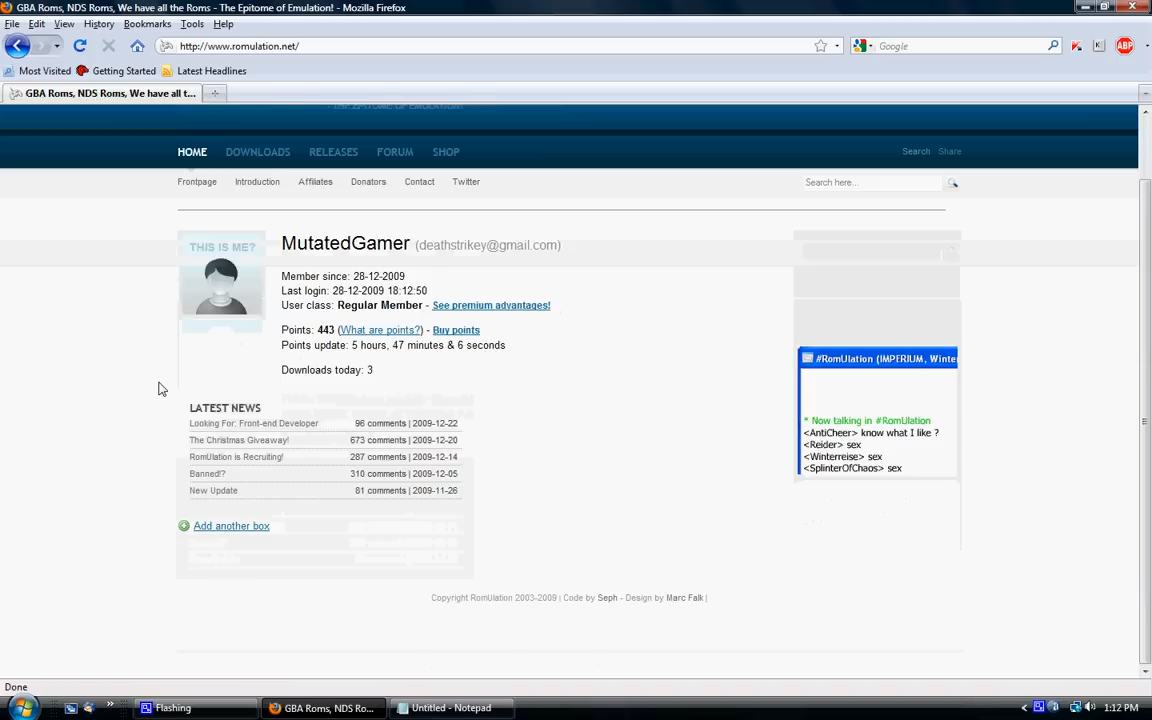 GBA Roms, NDS Roms, We have all the Roms - The Epitome of Emulation! - Mozilla Firefox
File Edit View History Bookmarks Tools Help
http://www.romulation.net/
Google
ABP
Most Visited Getting Started Latest Headlines
GBA Roms, NDS Roms, We have all t...
HOME DOWNLOADS RELEASES FORUM SHOP
Search Share
Frontpage Introduction Affiliates Donators Contact Twitter
Search here...
THIS IS ME?
MutatedGamer (deathstrikey@gmail.com)
Member since: 28-12-2009
Last login: 28-12-2009 18:12:50
User class: Regular Member - See premium advantages!
Points: 443 (What are points?) - Buy points
Points update: 5 hours, 47 minutes & 6 seconds
Downloads today: 3
#RomUlation (IMPERIUM, Winter
* Now talking in #RomUlation
<AntiCheer> know what I like ?
<Reider> sex
<Winterreise> sex
<SplinterOfChaos> sex
LATEST NEWS
Looking For: Front-end Developer 96 comments | 2009-12-22
The Christmas Giveaway! 673 comments | 2009-12-20
RomUlation is Recruiting! 287 comments | 2009-12-14
Banned!? 310 comments | 2009-12-05
New Update 81 comments | 2009-11-26
Add another box
Copyright RomUlation 2003-2009 | Code by Seph - Design by Marc Falk |
Done
Flashing
GBA Roms, NDS Ro...
Untitled - Notepad
1:12 PM